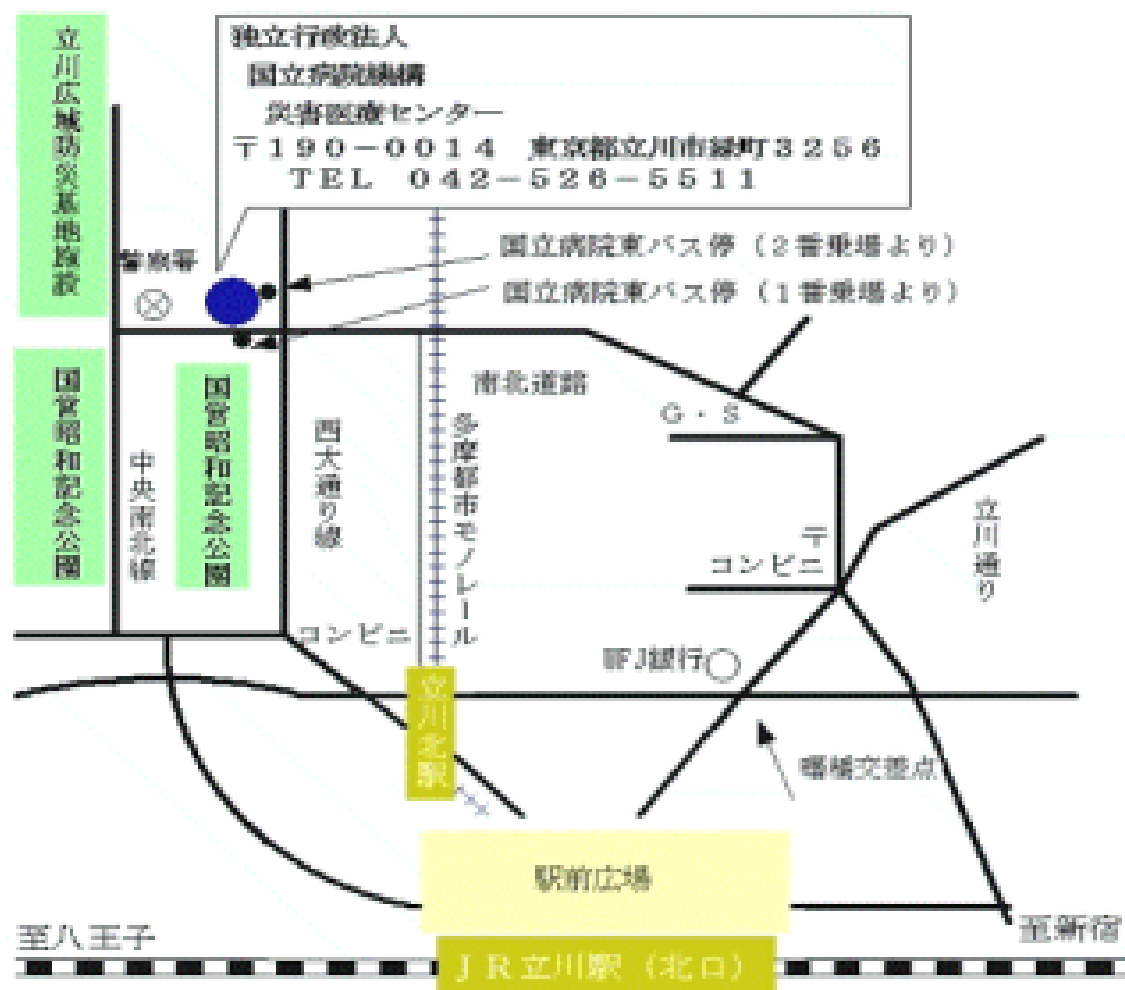 独立行政法人
国立病院機構
災害医療センター
〒190-0014 東京都立川市緑町3256
TEL 042-526-5511
立川広域防災基地施設
警察署
国立病院東バス停（2番乗場より）
国立病院東バス停（1番乗場より）
国営昭和記念公園
中央南北線
国営昭和記念公園
西大通り線
南北道路
多摩都市モノレール
G・S
〒
コンビニ
立川通り
コンビニ
UFJ銀行
立川北駅
曙橋交差点
駅前広場
至八王子
至新宿
JR立川駅（北口）